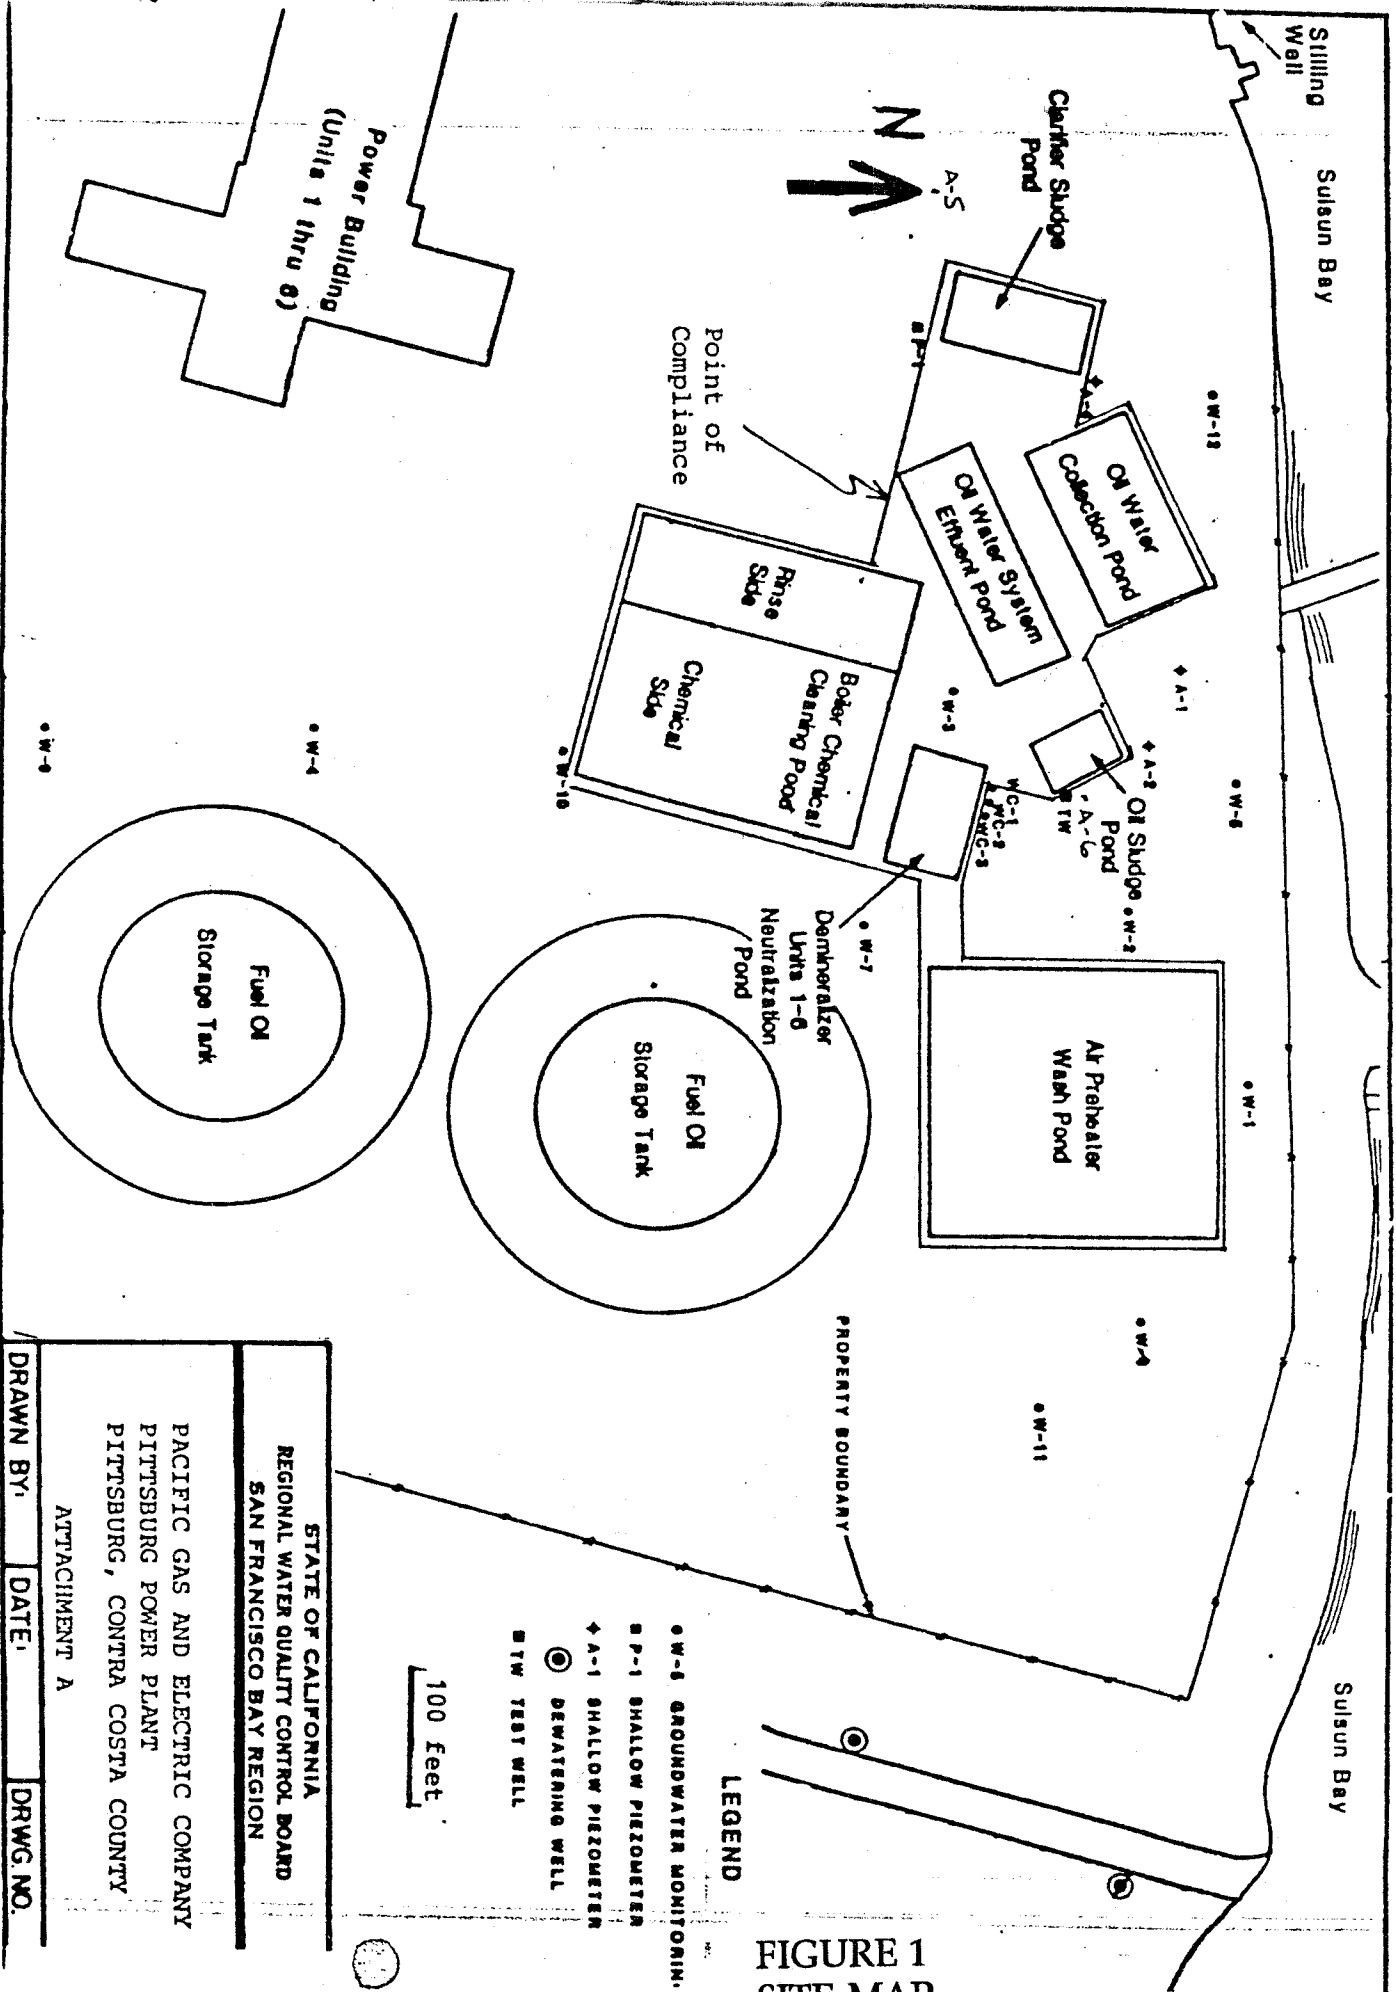 Stilling
Well
Suisun Bay
Clarifier Sludge
Pond
N
A-5
Power Building
(Units 1 thru 6)
P-1
Point of
Compliance
W-12
Oil Water
Collection Pond
Oil Water System
Effluent Pond
Rinse
Side
Chemical
Side
Boiler Chemical
Cleaning Pond
A-1
A-2
W-3
W-4
W-10
WC-1
WC-2
WC-3
TW
A-6
Oil Sludge
Pond
W-2
W-7
Demineralizer
Units 1-6
Neutralization
Pond
Air Preheater
Wash Pond
W-1
W-11
Fuel Oil
Storage Tank
Fuel Oil
Storage Tank
PROPERTY BOUNDARY
Suisun Bay
LEGEND
W-5 GROUNDWATER MONITORIN
P-1 SHALLOW PIEZOMETER
A-1 SHALLOW PIEZOMETER
DEWATERING WELL
TW TEST WELL
100 feet
STATE OF CALIFORNIA
REGIONAL WATER QUALITY CONTROL BOARD
SAN FRANCISCO BAY REGION
PACIFIC GAS AND ELECTRIC COMPANY
PITTSBURG POWER PLANT
PITTSBURG, CONTRA COSTA COUNTY
ATTACHMENT A
DRAWN BY:
DATE:
DRWG. NO.
FIGURE 1
SITE MAP